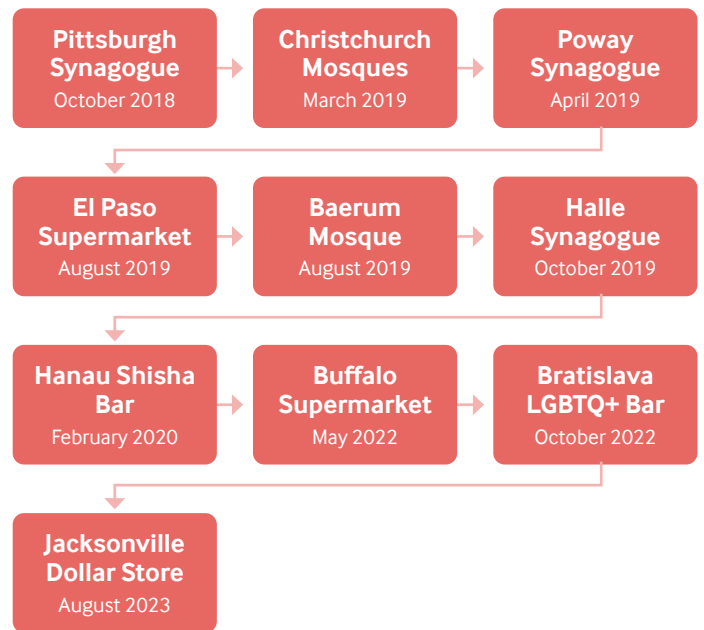 Pittsburgh
Synagogue
October 2018
Christchurch
Mosques
March 2019
Poway
Synagogue
April 2019
El Paso
Supermarket
August 2019
Baerum
Mosque
August 2019
Halle
Synagogue
October 2019
Hanau Shisha
Bar
February 2020
Buffalo
Supermarket
May 2022
Bratislava
LGBTQ+ Bar
October 2022
Jacksonville
Dollar Store
August 2023